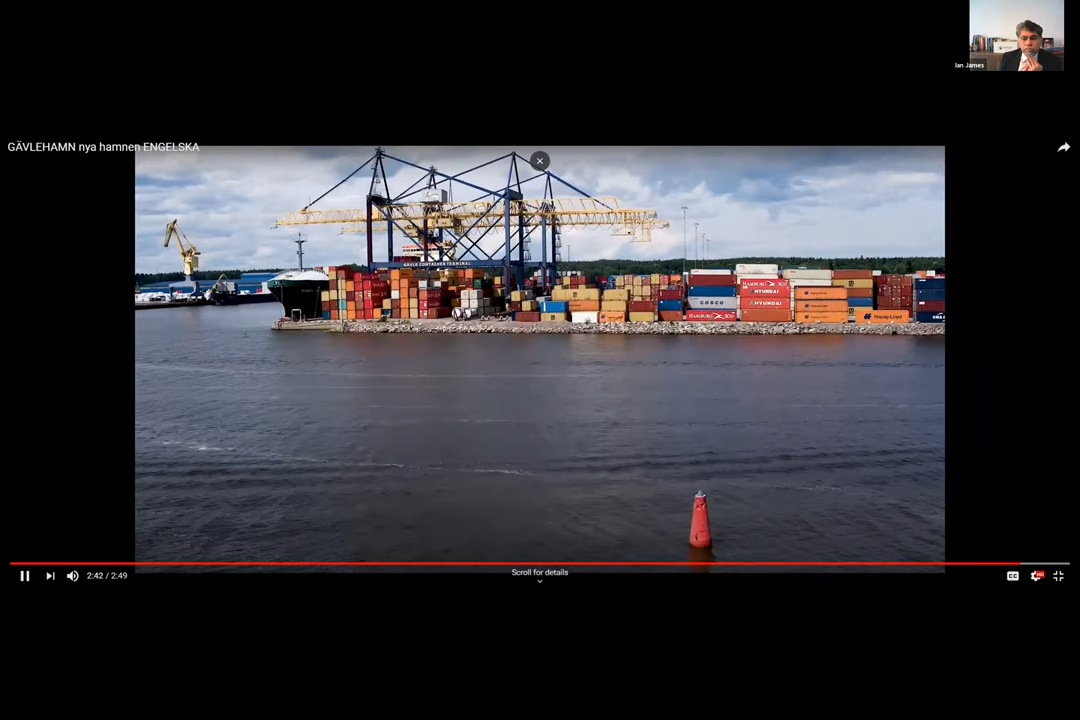 Ian James
GÄVLEHAMN nya hamnen ENGELSKA
GÄVLE CONTAINER TERMINAL
HAMBURG SÜD
HYUNDAI
COSCO
HYUNDAI
HAMBURG SÜD
Hapag-Lloyd
2:42 / 2:49
Scroll for details
CC